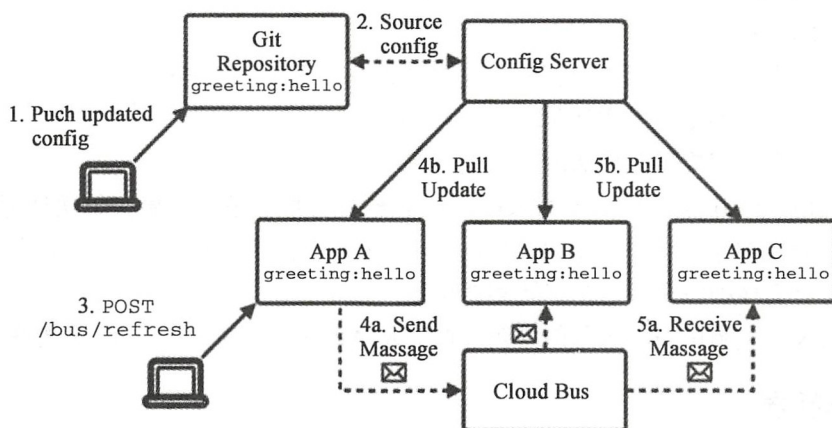 2. Source
config
Git
Repository
greeting:hello
Config Server
1. Puch updated
config
4b. Pull
Update
5b. Pull
Update
App A
greeting:hello
App B
greeting:hello
App C
greeting:hello
3. POST
/bus/refresh
4a. Send
Massage
5a. Receive
Massage
Cloud Bus